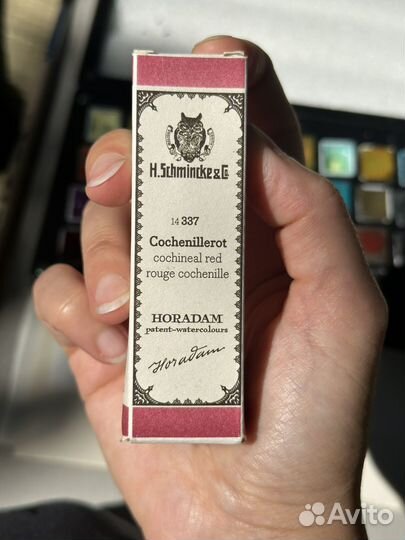 H. Schmincke & Co.
14 337
Cochenillerot
cochineal red
rouge cochenille
HORADAM®
patent-watercolours
Horadam
Avito